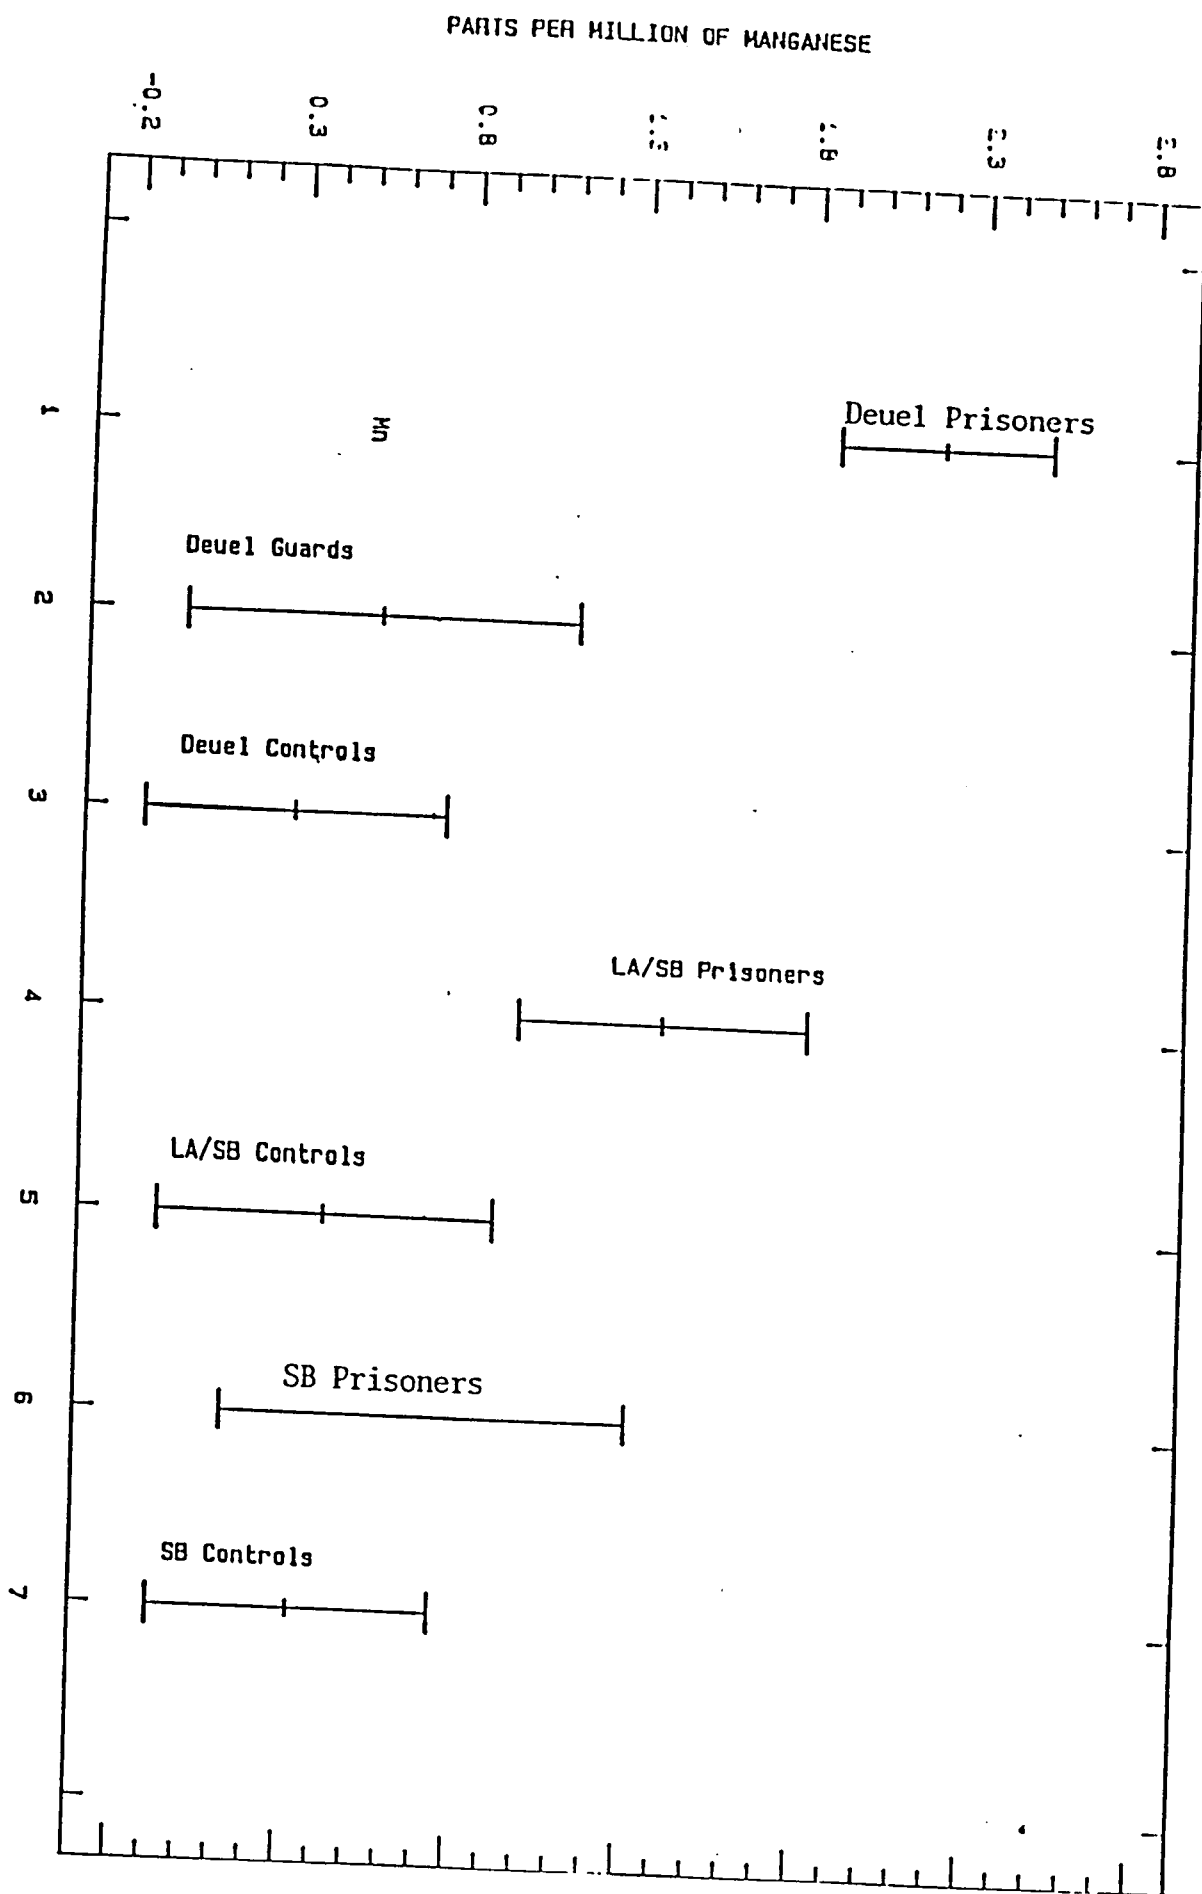 PARTS PER MILLION OF MANGANESE
-0.2
0.3
0.8
1.8
2.3
2.8
Deuel Prisoners
1
Mn
Deuel Guards
2
Deuel Controls
3
LA/SB Prisoners
4
LA/SB Controls
5
SB Prisoners
6
SB Controls
7